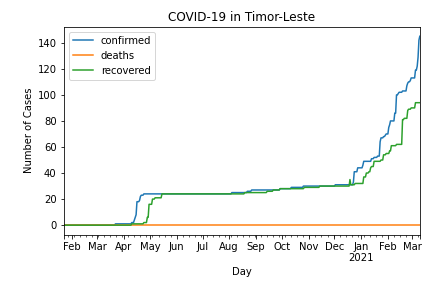 COVID-19 in Timor-Leste
confirmed
deaths
recovered
Number of Cases
140
120
100
80
60
40
20
0
Feb Mar Apr May Jun Jul Aug Sep Oct Nov Dec Jan Feb Mar
2021
Day